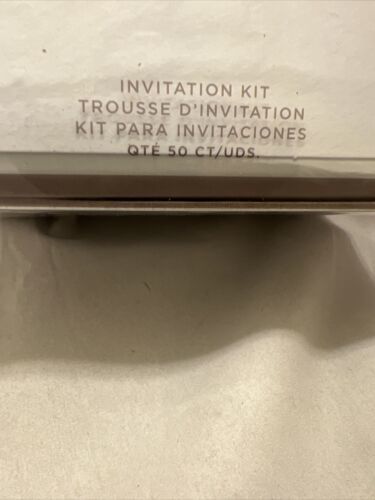 INVITATION KIT
TROUSSE D'INVITATION
KIT PARA INVITACIONES
QTÉ 50 CT/UDS.